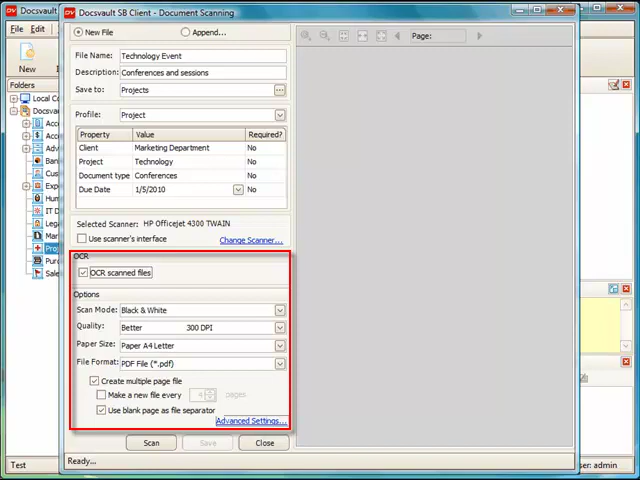 Docsvault
Docsvault SB Client - Document Scanning
File Edit
New
Folders
Local
Docsvault
New File
Append...
File Name: Technology Event
Description: Conferences and sessions
Save to: Projects
Profile: Project
Property Value Required?
Client Marketing Department No
Project Technology No
Document type Conferences No
Due Date 1/5/2010 No
Selected Scanner: HP Officejet 4300 TWAIN
Use scanner's interface
Change Scanner...
OCR
OCR scanned files
Options
Scan Mode: Black & White
Quality: Better 300 DPI
Paper Size: Paper A4 Letter
File Format: PDF File (*.pdf)
Create multiple page file
Make a new file every 4 pages
Use blank page as file separator
Advanced Settings...
Scan Save Close
Ready...
Page:
Test
ser: admin